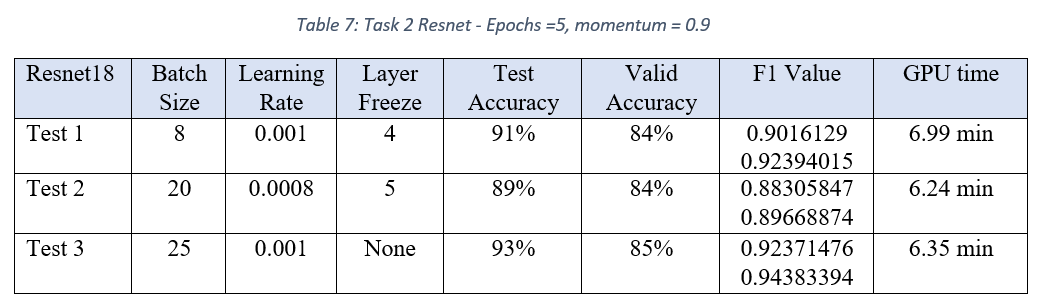 Table 7: Task 2 Resnet - Epochs =5, momentum = 0.9
Resnet18 Batch Size Learning Rate Layer Freeze Test Accuracy Valid Accuracy F1 Value GPU time
Test 1 8 0.001 4 91% 84% 0.9016129 6.99 min
0.92394015
Test 2 20 0.0008 5 89% 84% 0.88305847 6.24 min
0.89668874
Test 3 25 0.001 None 93% 85% 0.92371476 6.35 min
0.94383394